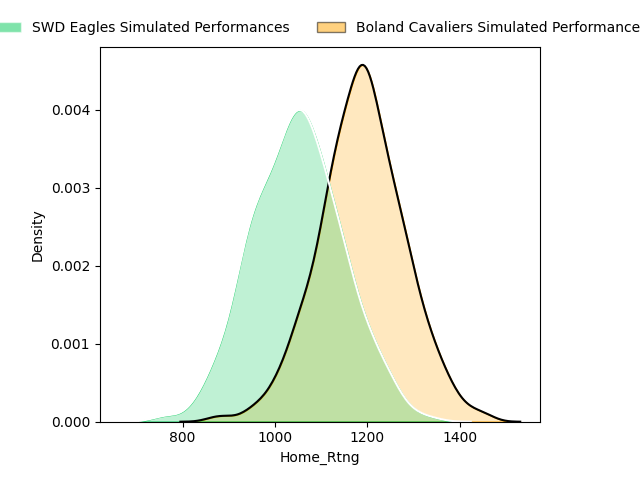 SWD Eagles Simulated Performances
Boland Cavaliers Simulated Performance
0.004
0.003
0.002
0.001
0.000
Density
800
1000
1200
1400
Home_Rtng